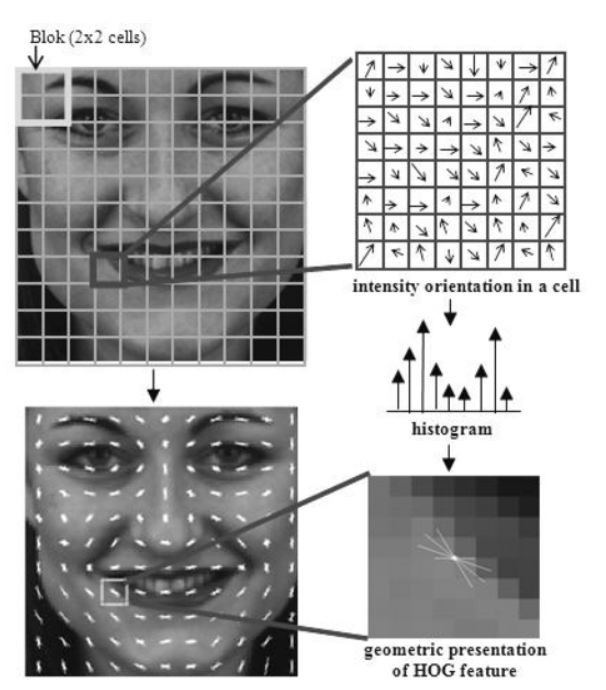 Blok (2x2 cells)
intensity orientation in a cell
histogram
geometric presentation
of HOG feature